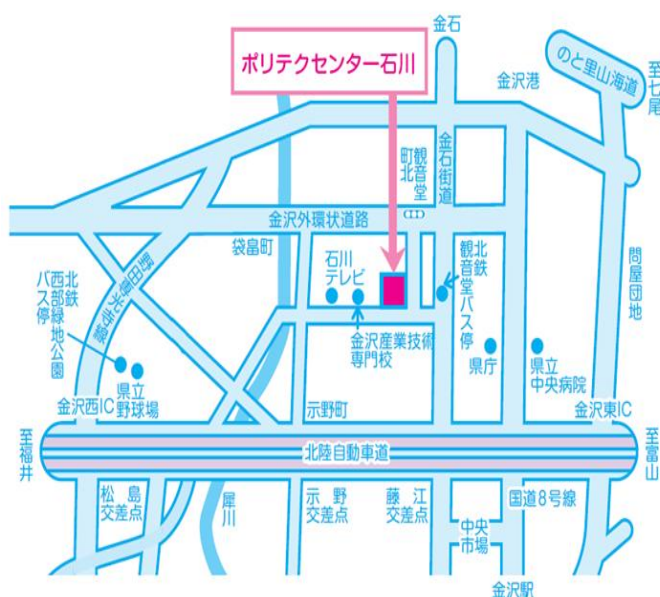 金石
ポリテクセンター石川
金沢港
のと里山海道
至七尾
金石街道
観音堂
町北
金沢外環状道路
袋畠町
石川
テレビ
北鉄
観音堂バス停
問屋団地
野田専光寺線
北鉄
西部緑地公園
バス停
金沢産業技術
専門校
県庁
県立
中央病院
県立
野球場
金沢西IC
示野町
金沢東IC
至福井
北陸自動車道
至富山
松島
交差点
犀川
示野
交差点
藤江
交差点
国道8号線
中央
市場
金沢駅